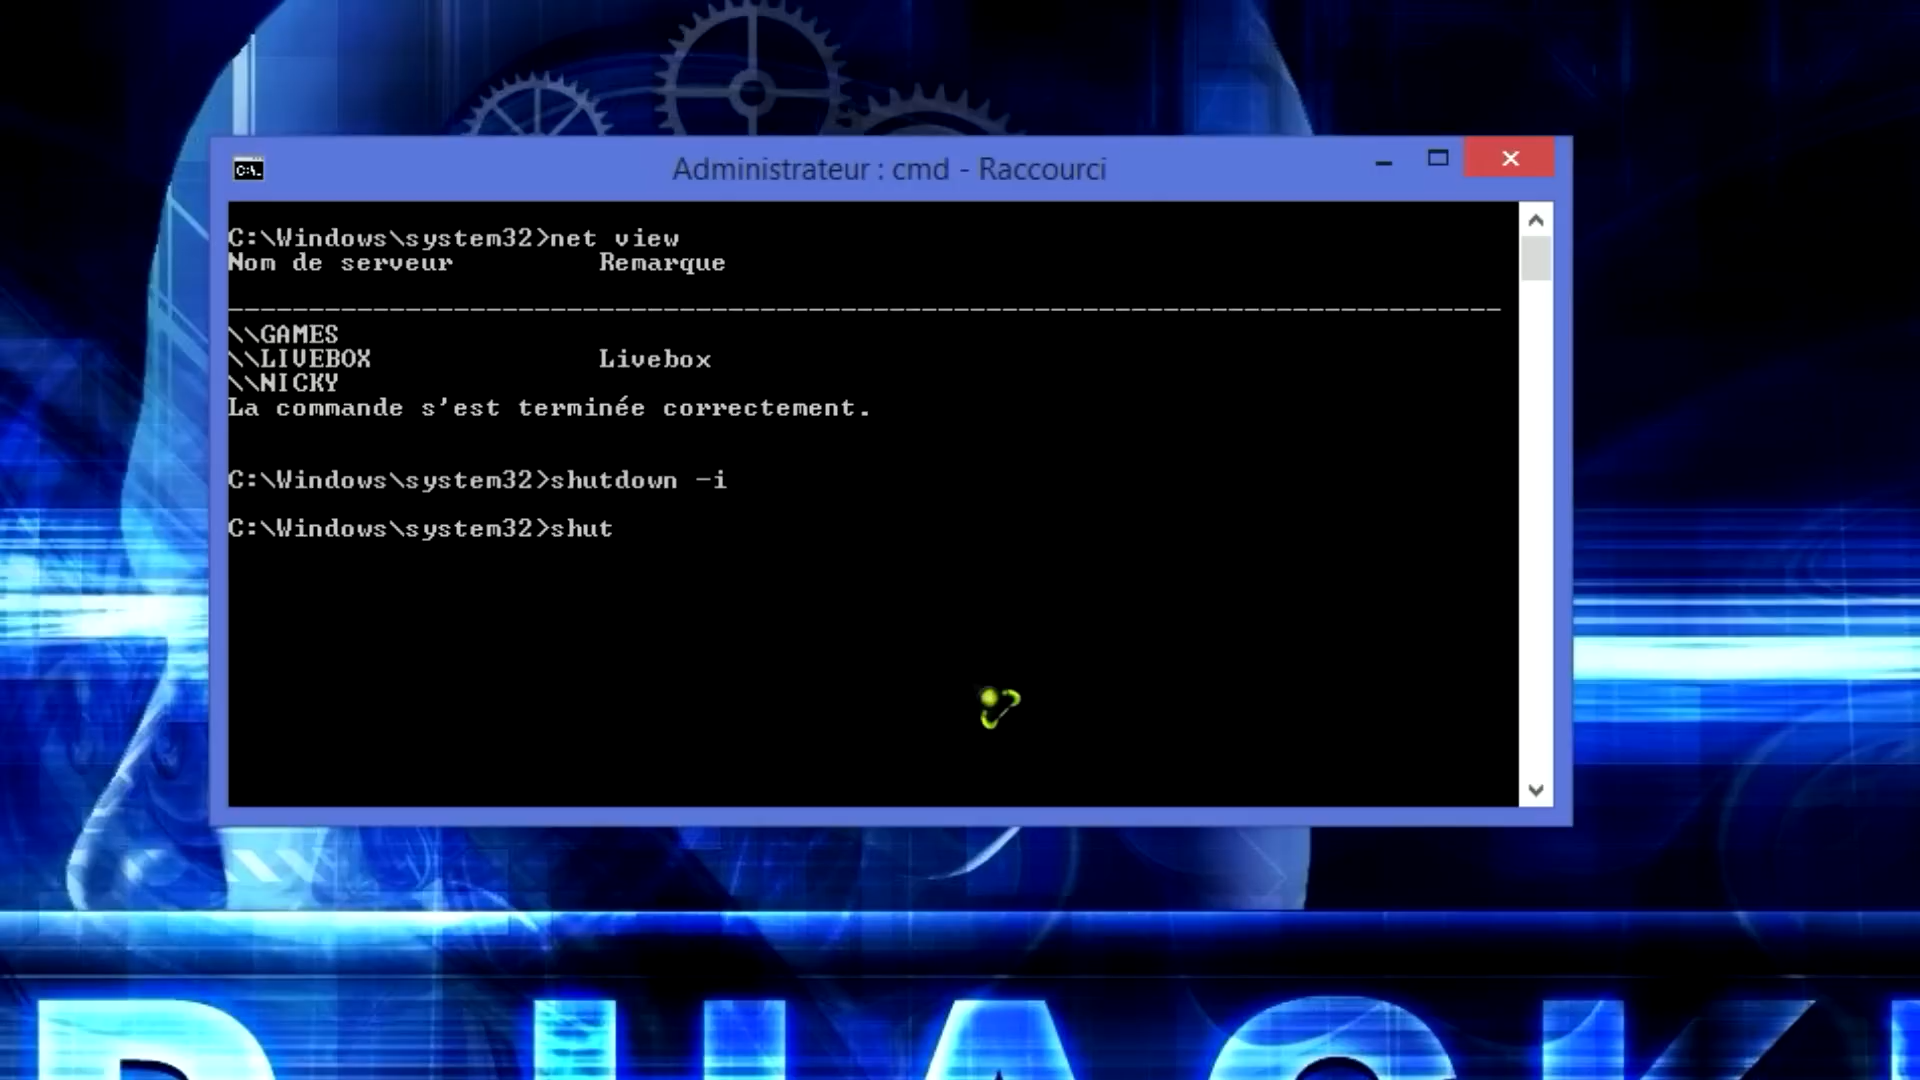 Administrateur : cmd - Raccourci
C:\.
C:\Windows\system32>net view
Nom de serveur Remarque
-------------------------------------------------------------------------------
\\GAMES
\\LIVEBOX Livebox
\\NICKY
La commande s'est terminée correctement.
C:\Windows\system32>shutdown -i
C:\Windows\system32>shut